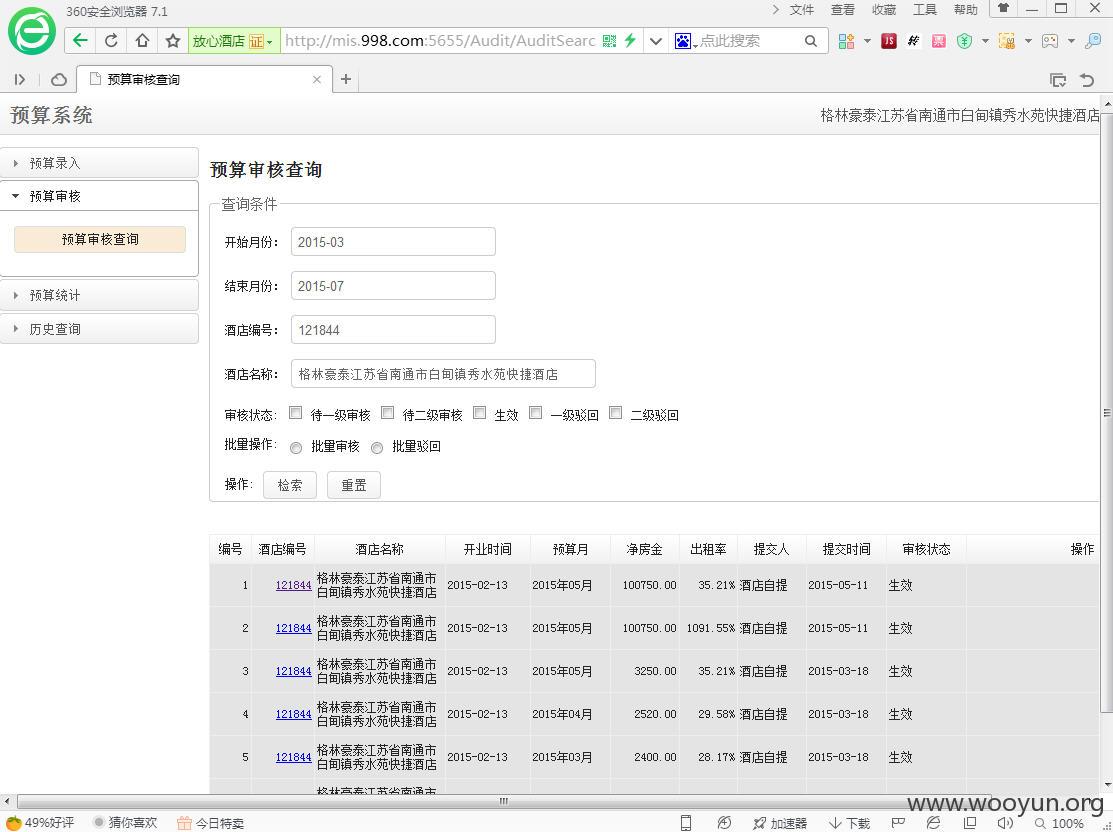 360安全浏览器 7.1
文件 查看 收藏 工具 帮助
放心酒店 证 http://mis.998.com:5655/Audit/AuditSearc 点此搜索
预算审核查询
预算系统 格林豪泰江苏省南通市白甸镇秀水苑快捷酒店
预算录入
预算审核
预算审核查询
预算统计
历史查询
预算审核查询
查询条件
开始月份: 2015-03
结束月份: 2015-07
酒店编号: 121844
酒店名称: 格林豪泰江苏省南通市白甸镇秀水苑快捷酒店
审核状态: 待一级审核 待二级审核 生效 一级驳回 二级驳回
批量操作: 批量审核 批量驳回
操作: 检索 重置
编号 酒店编号 酒店名称 开业时间 预算月 净房金 出租率 提交人 提交时间 审核状态 操作
1 121844 格林豪泰江苏省南通市白甸镇秀水苑快捷酒店 2015-02-13 2015年05月 100750.00 35.21% 酒店自提 2015-05-11 生效
2 121844 格林豪泰江苏省南通市白甸镇秀水苑快捷酒店 2015-02-13 2015年05月 100750.00 1091.55% 酒店自提 2015-05-11 生效
3 121844 格林豪泰江苏省南通市白甸镇秀水苑快捷酒店 2015-02-13 2015年05月 3250.00 35.21% 酒店自提 2015-03-18 生效
4 121844 格林豪泰江苏省南通市白甸镇秀水苑快捷酒店 2015-02-13 2015年04月 2520.00 29.58% 酒店自提 2015-03-18 生效
5 121844 格林豪泰江苏省南通市白甸镇秀水苑快捷酒店 2015-02-13 2015年03月 2400.00 28.17% 酒店自提 2015-03-18 生效
格林豪泰江苏省南通市
www.wooyun.org
49%好评 猜你喜欢 今日特卖 加速器 下载 100%